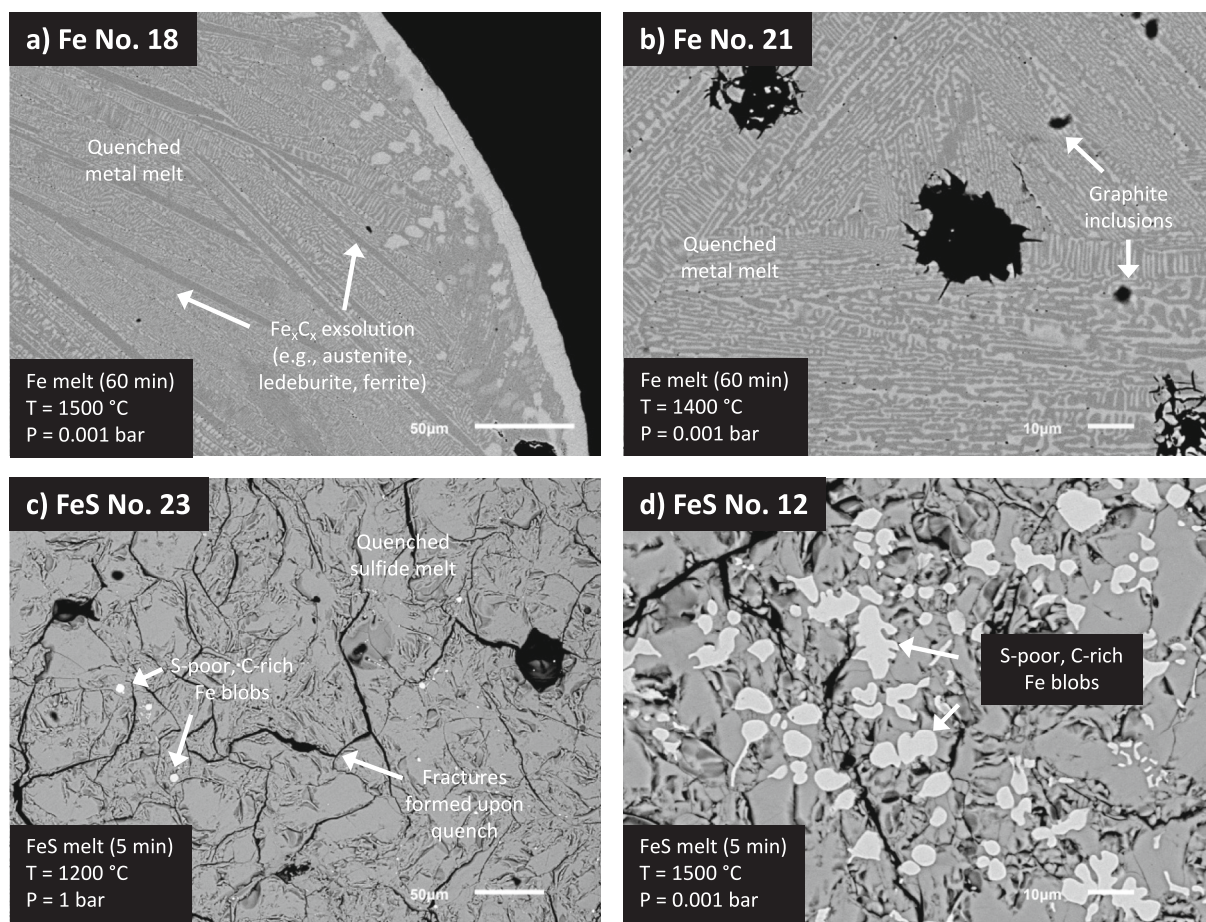 a) Fe No. 18
Quenched
metal melt
FeₓCₓ exsolution
(e.g., austenite,
ledeburite, ferrite)
Fe melt (60 min)
T = 1500 °C
P = 0.001 bar
50µm
b) Fe No. 21
Graphite
inclusions
Quenched
metal melt
Fe melt (60 min)
T = 1400 °C
P = 0.001 bar
10µm
c) FeS No. 23
Quenched
sulfide melt
S-poor, C-rich
Fe blobs
Fractures
formed upon
quench
FeS melt (5 min)
T = 1200 °C
P = 1 bar
50µm
d) FeS No. 12
S-poor, C-rich
Fe blobs
FeS melt (5 min)
T = 1500 °C
P = 0.001 bar
10µm